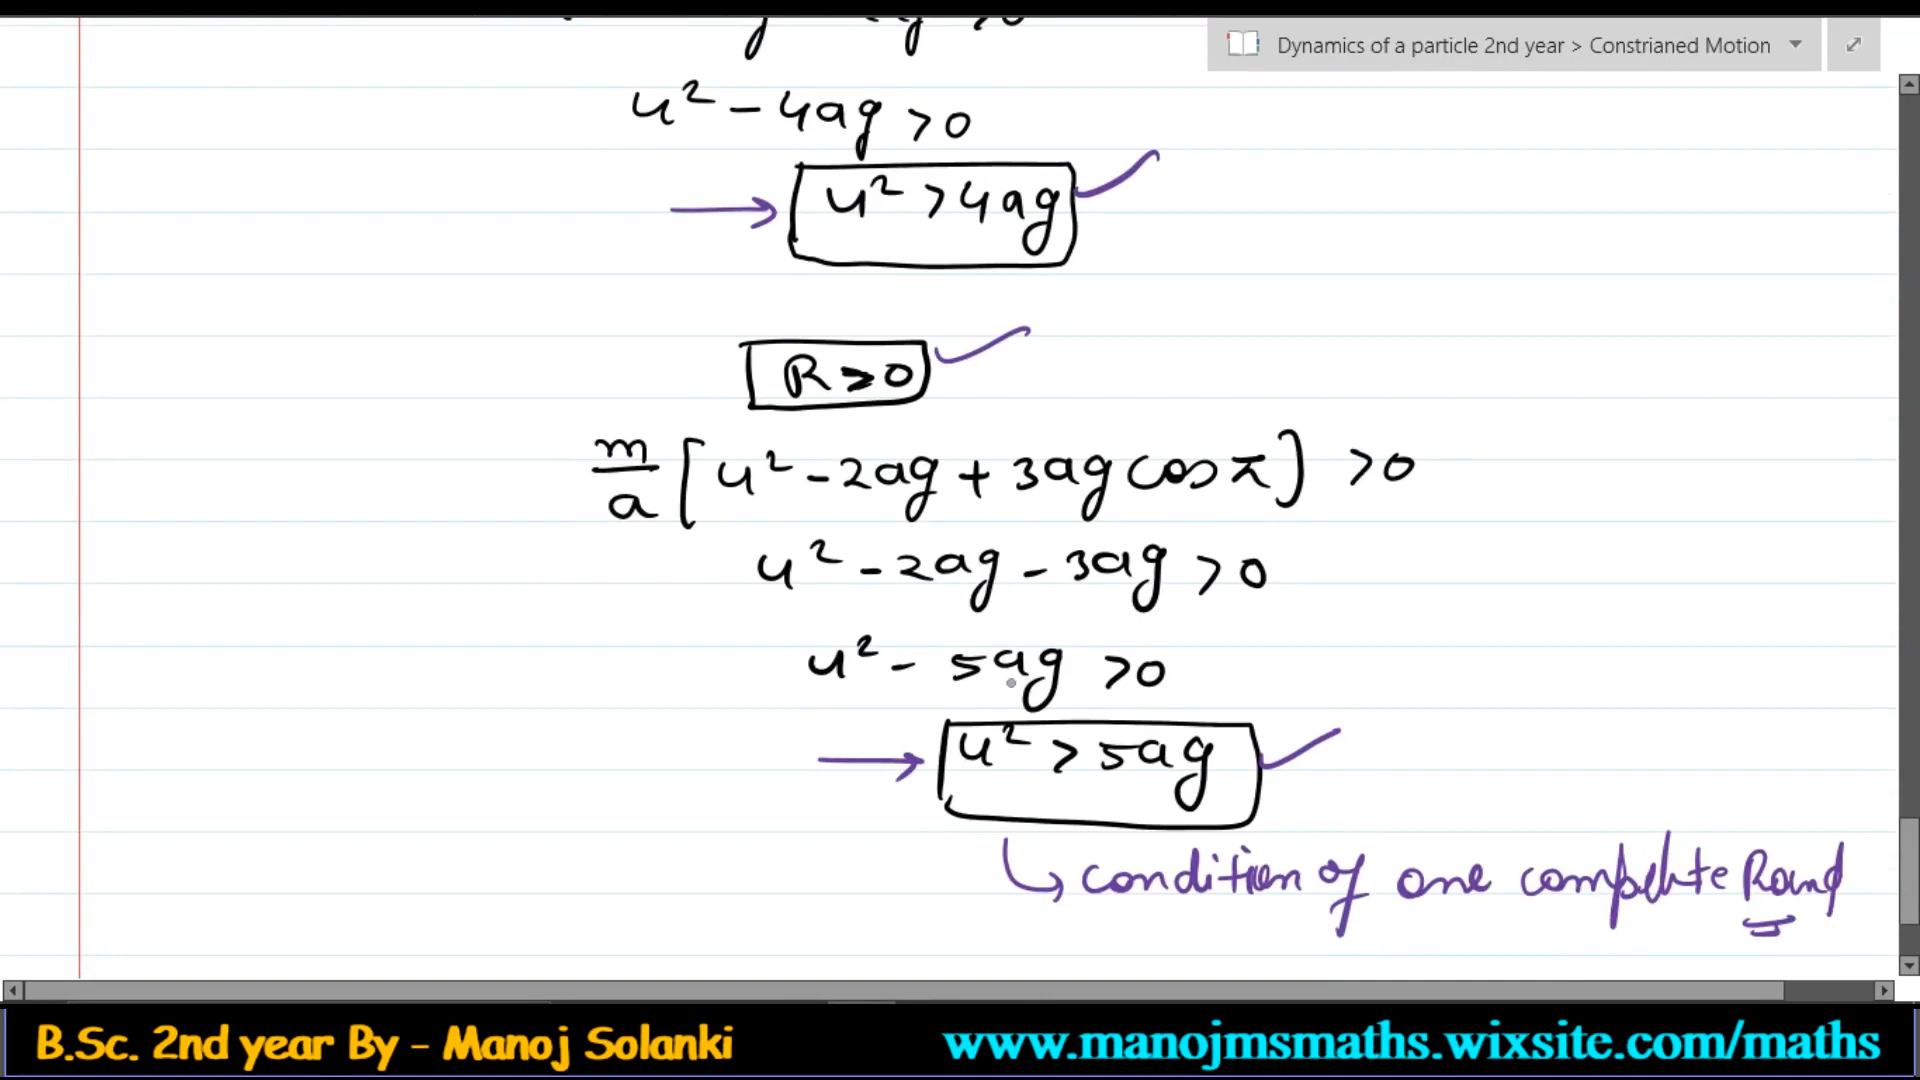 Dynamics of a particle 2nd year > Constrianed Motion
u² - 4ag > 0
u² > 4ag
R > 0
m/a [u² - 2ag + 3ag cos π] > 0
u² - 2ag - 3ag > 0
u² - 5ag > 0
u² > 5ag
condition of one complete Round
B.Sc. 2nd year By - Manoj Solanki
www.manojmsmaths.wixsite.com/maths